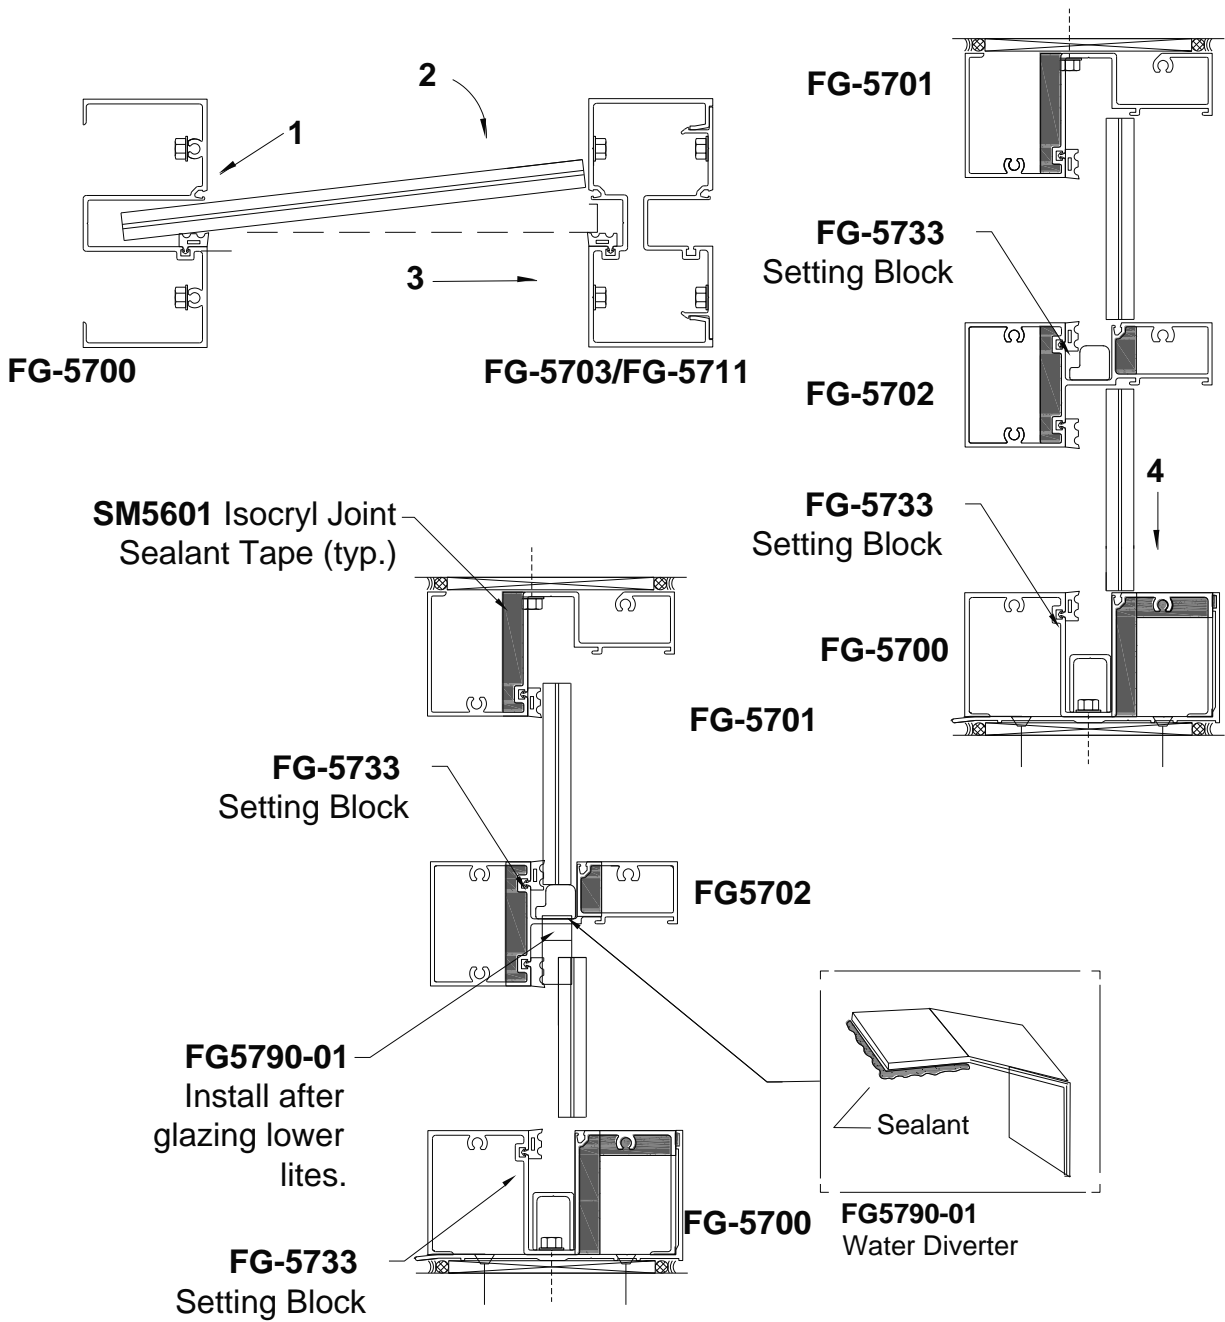 2
1
3
FG-5700
FG-5703/FG-5711
FG-5701
FG-5733
Setting Block
FG-5702
4
FG-5733
Setting Block
FG-5700
SM5601 Isocryl Joint
Sealant Tape (typ.)
FG-5701
FG-5733
Setting Block
FG5702
FG5790-01
Install after
glazing lower
lites.
FG-5700
FG-5733
Setting Block
Sealant
FG5790-01
Water Diverter